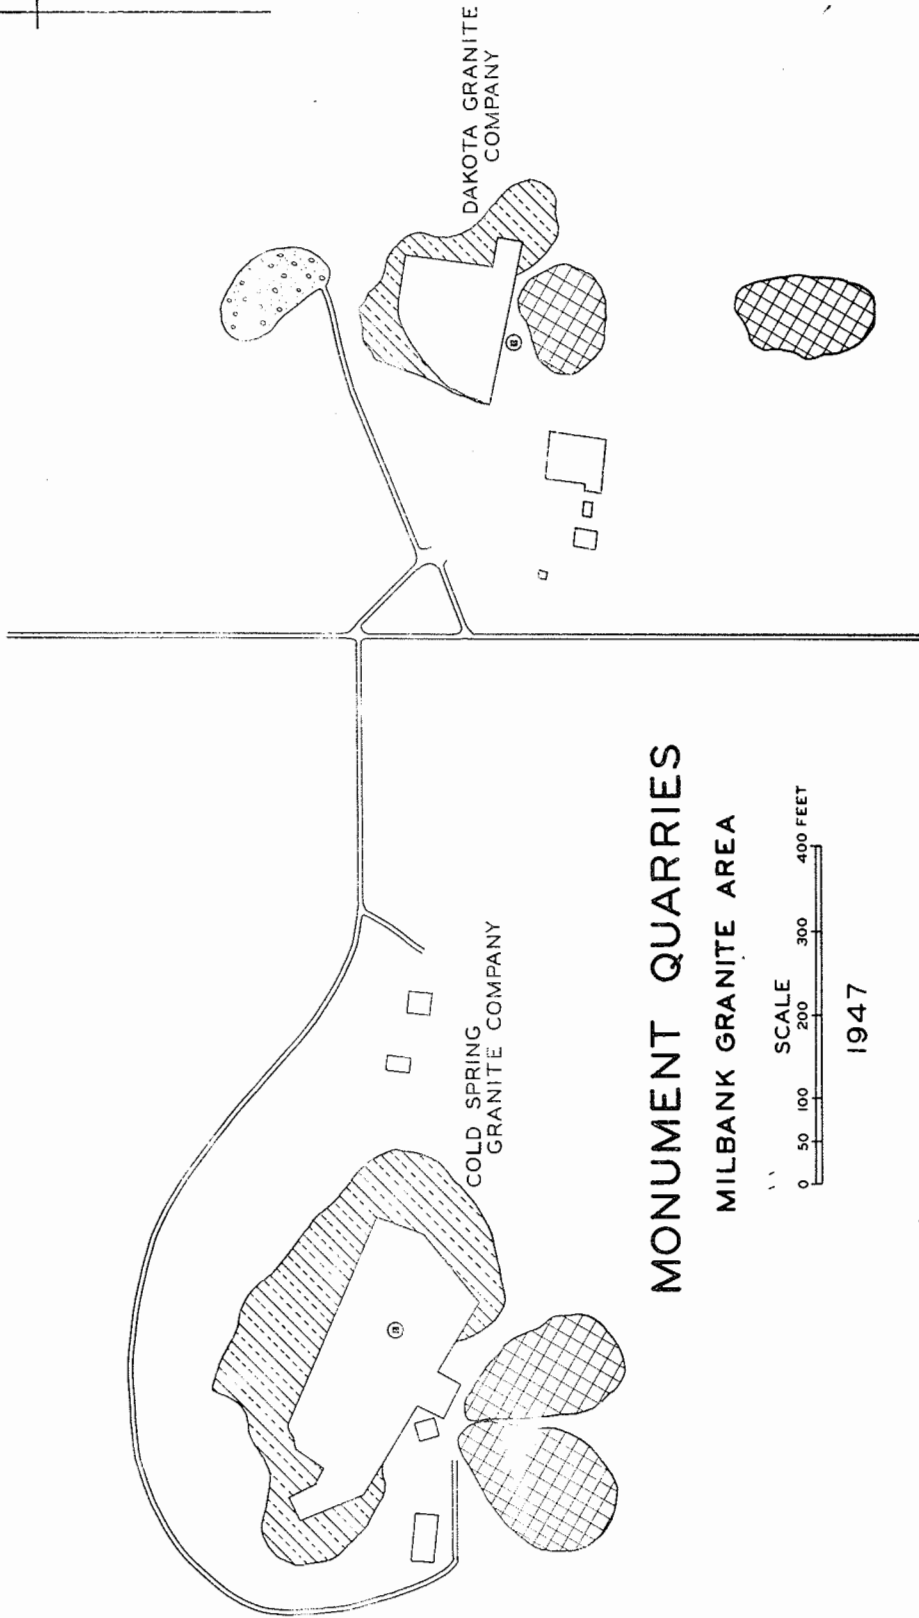 DAKOTA GRANITE
COMPANY
COLD SPRING
GRANITE COMPANY
MONUMENT QUARRIES
MILBANK GRANITE AREA
SCALE
0 50 100 200 300 400 FEET
1947